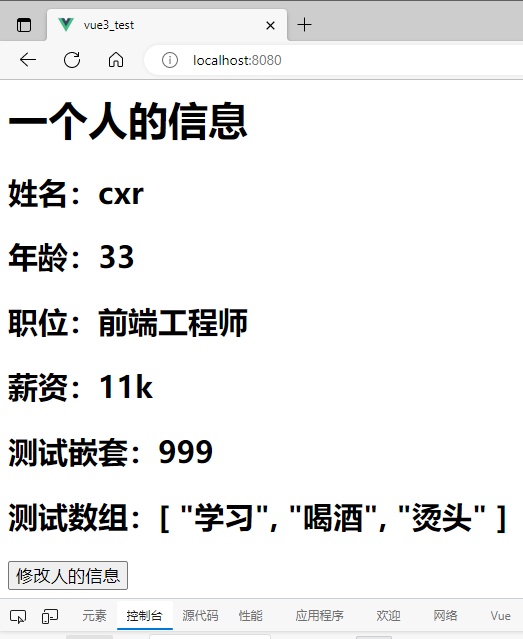 vue3_test
localhost:8080
一个人的信息
姓名：cxr
年龄：33
职位：前端工程师
薪资：11k
测试嵌套：999
测试数组：[ "学习", "喝酒", "烫头" ]
修改人的信息
元素 控制台 源代码 性能 应用程序 欢迎 网络 Vue